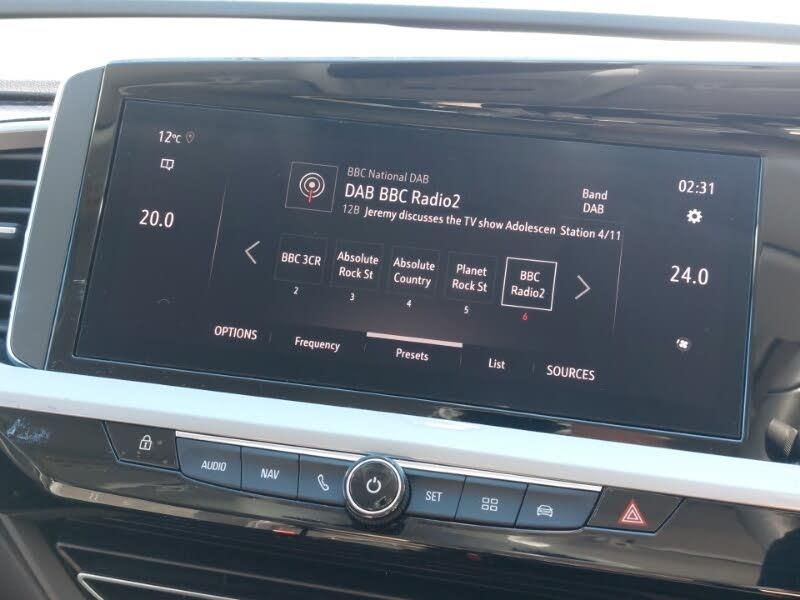 12°C
BBC National DAB
DAB BBC Radio2
12B Jeremy discusses the TV show Adolescen
Band
DAB
Station 4/11
02:31
20.0
24.0
BBC 3CR
2
Absolute
Rock St
3
Absolute
Country
4
Planet
Rock St
5
BBC
Radio2
6
OPTIONS
Frequency
Presets
List
SOURCES
AUDIO
NAV
SET